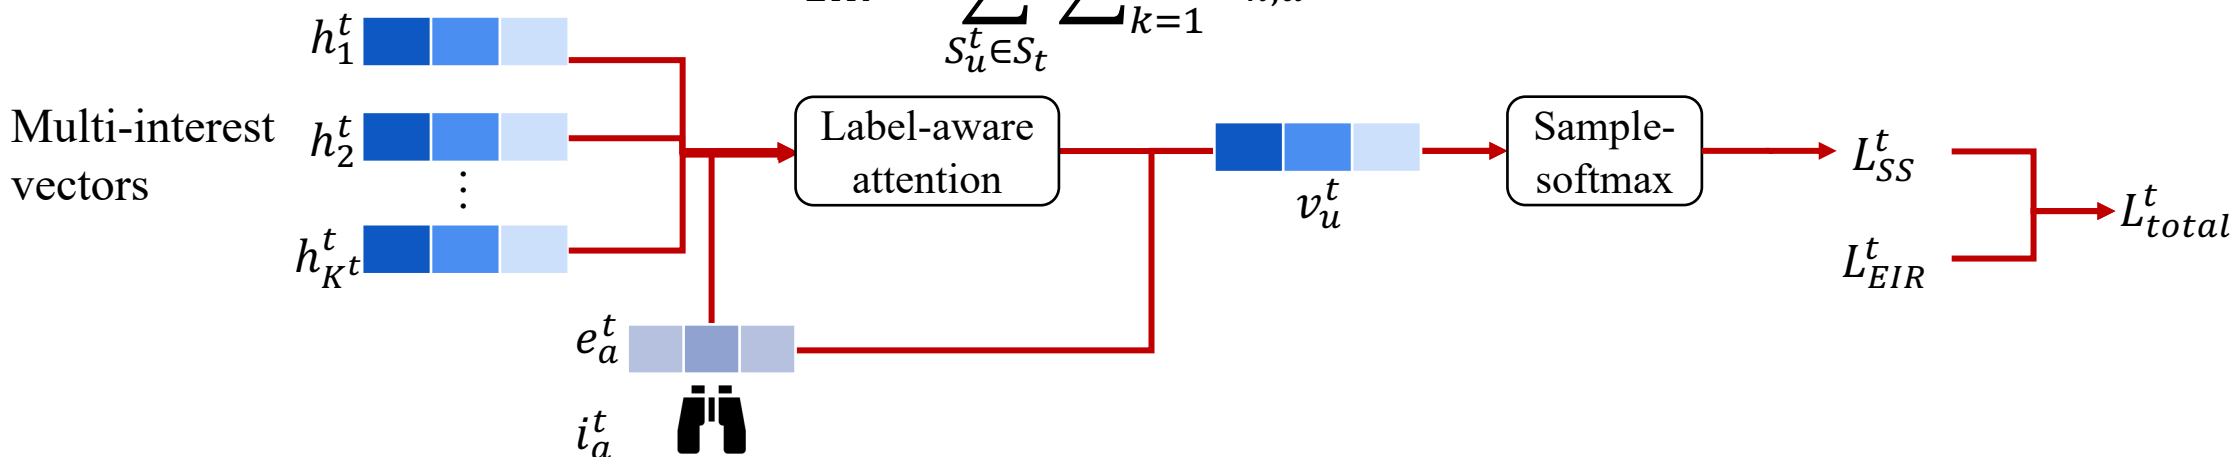 ∑ ∑
k=1
S_u^t∈S_t
h_1^t
Multi-interest
vectors
h_2^t
⋮
h_{K^t}^t
Label-aware
attention
v_u^t
Sample-
softmax
L_{SS}^t
L_{EIR}^t
L_{total}^t
e_a^t
i_a^t